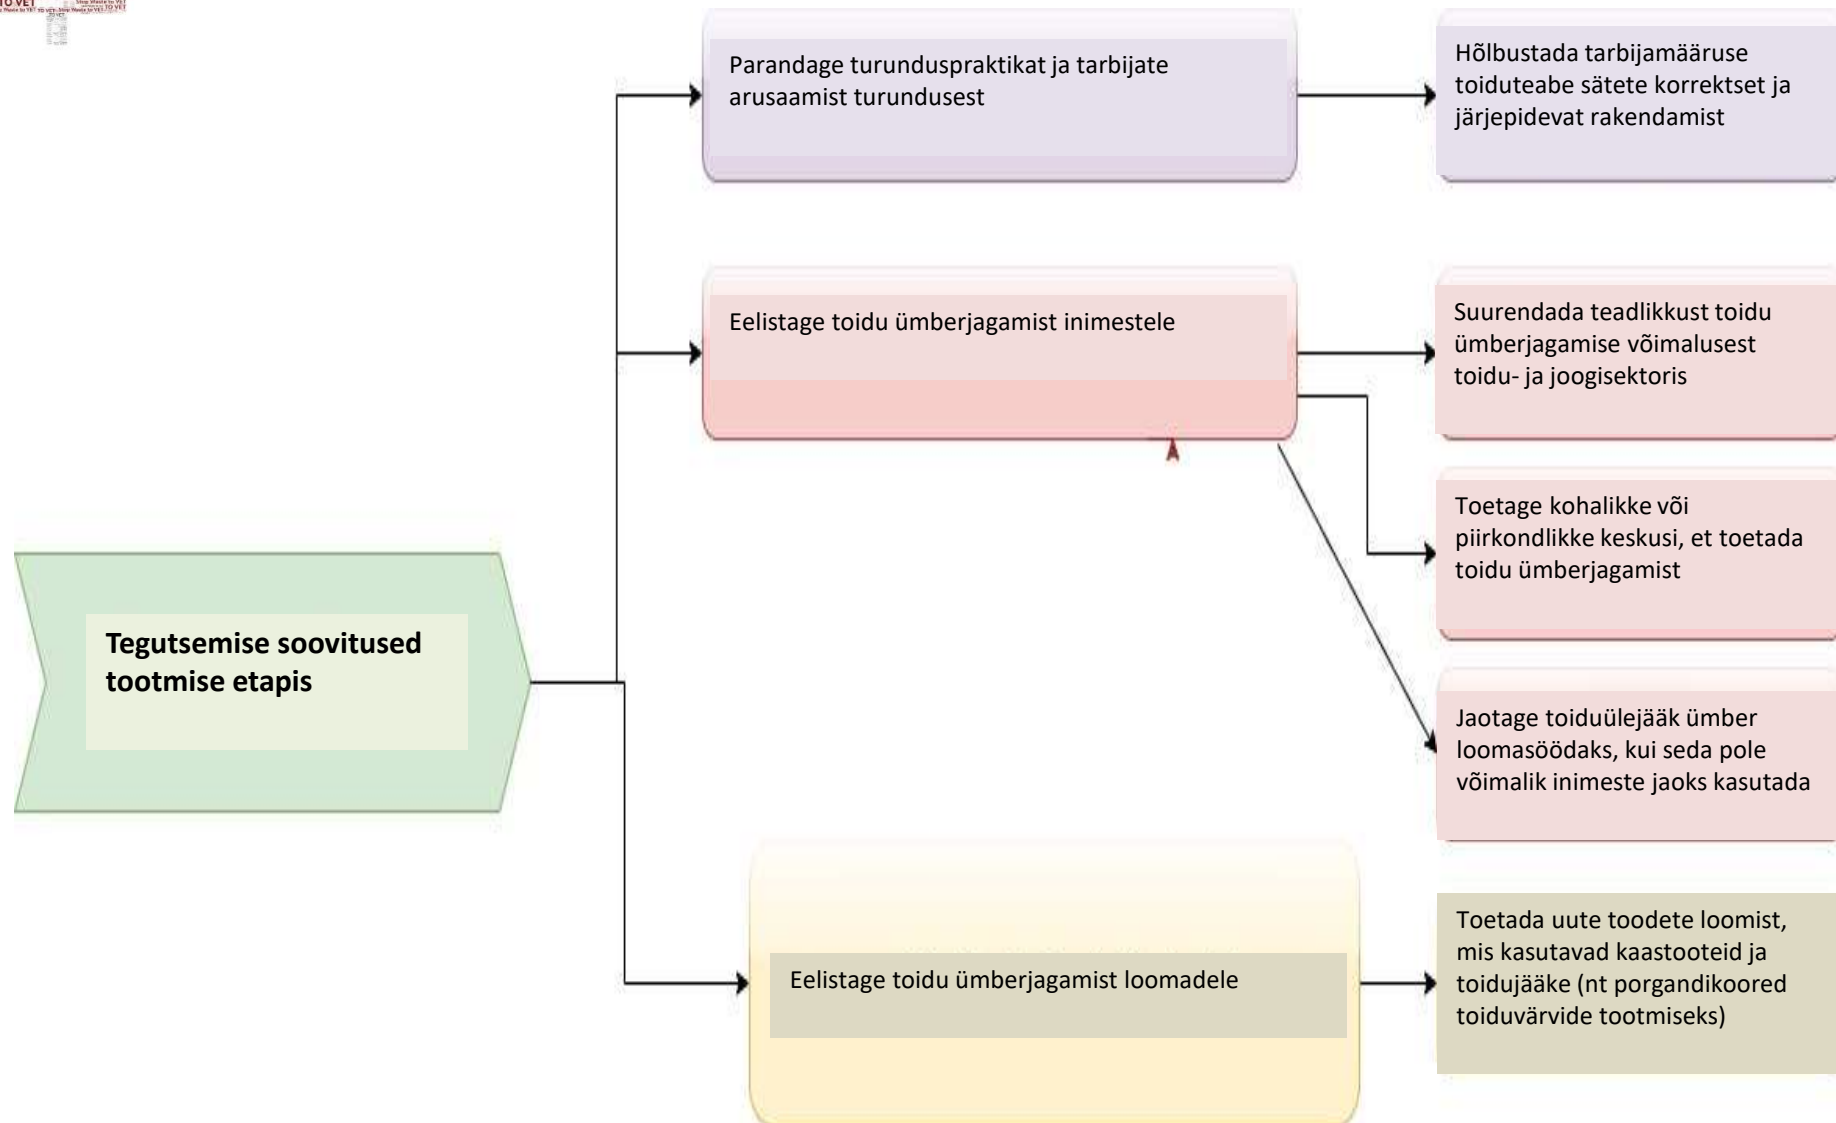 TO VET
Parandage turunduspraktikat ja tarbijate
arusaamist turundusest
Hõlbustada tarbijamääruse
toiduteabe sätete korrektset ja
järjepidevat rakendamist
Eelistage toidu ümberjagamist inimestele
Suurendada teadlikkust toidu
ümberjagamise võimalusest
toidu- ja joogisektoris
Toetage kohalikke või
piirkondlikke keskusi, et toetada
toidu ümberjagamist
Tegutsemise soovitused
tootmise etapis
Jaotage toiduülejääk ümber
loomasöödaks, kui seda pole
võimalik inimeste jaoks kasutada
Eelistage toidu ümberjagamist loomadele
Toetada uute toodete loomist,
mis kasutavad kaastooteid ja
toidujääke (nt porgandikoored
toiduvärvide tootmiseks)